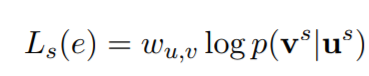 L_s(e) = w_{u,v} log p(v^s|u^s)